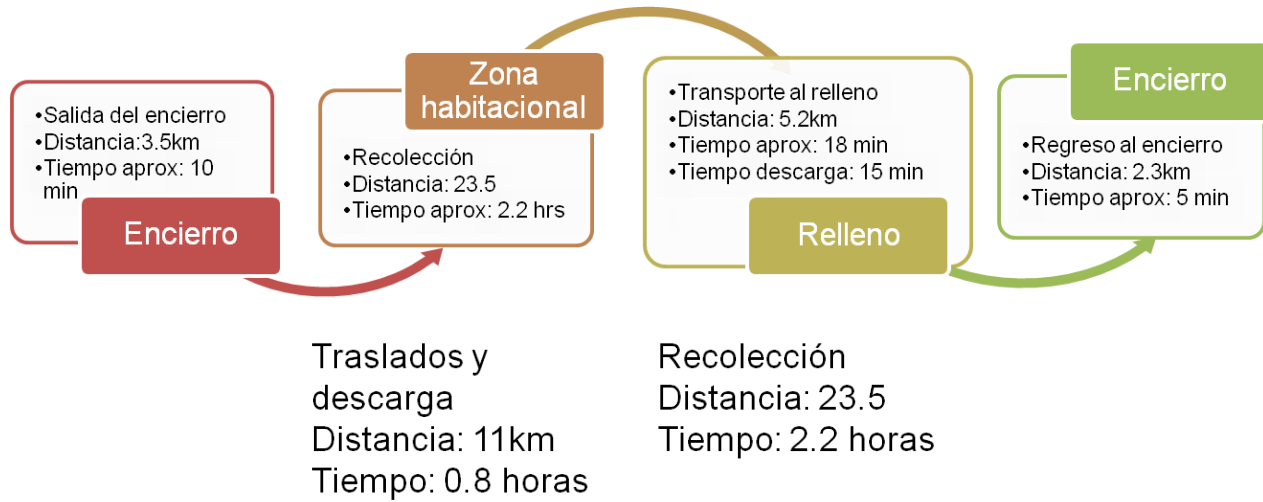 •Salida del encierro
•Distancia:3.5km
•Tiempo aprox: 10
min
Encierro
Zona
habitacional
•Recolección
•Distancia: 23.5
•Tiempo aprox: 2.2 hrs
•Transporte al relleno
•Distancia: 5.2km
•Tiempo aprox: 18 min
•Tiempo descarga: 15 min
Relleno
Encierro
•Regreso al encierro
•Distancia: 2.3km
•Tiempo aprox: 5 min
Traslados y
descarga
Distancia: 11km
Tiempo: 0.8 horas
Recolección
Distancia: 23.5
Tiempo: 2.2 horas